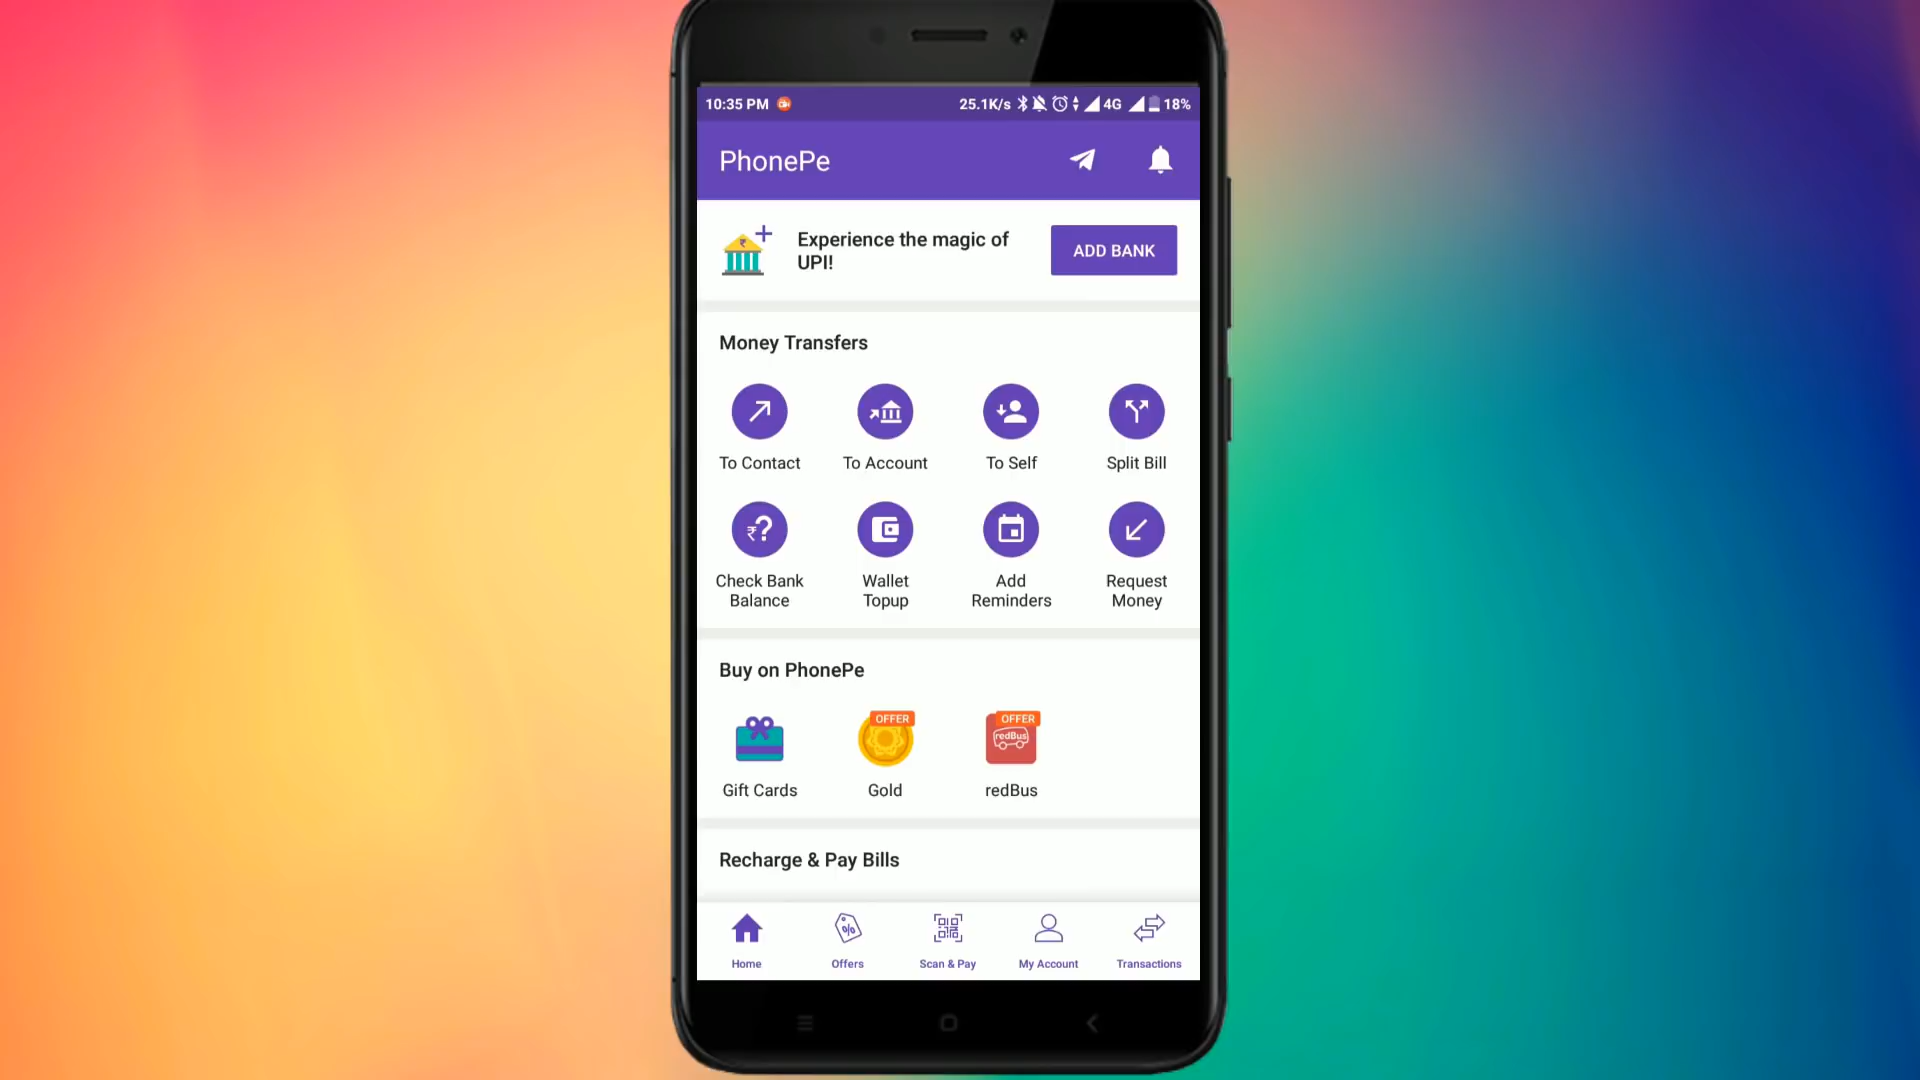 10:35 PM 25.1K/s 4G 18%
PhonePe
Experience the magic of
UPI!
ADD BANK
Money Transfers
To Contact To Account To Self Split Bill
₹?
Check Bank Wallet Add Request
Balance Topup Reminders Money
Buy on PhonePe
OFFER OFFER
redBus
Gift Cards Gold redBus
Recharge & Pay Bills
Home Offers Scan & Pay My Account Transactions